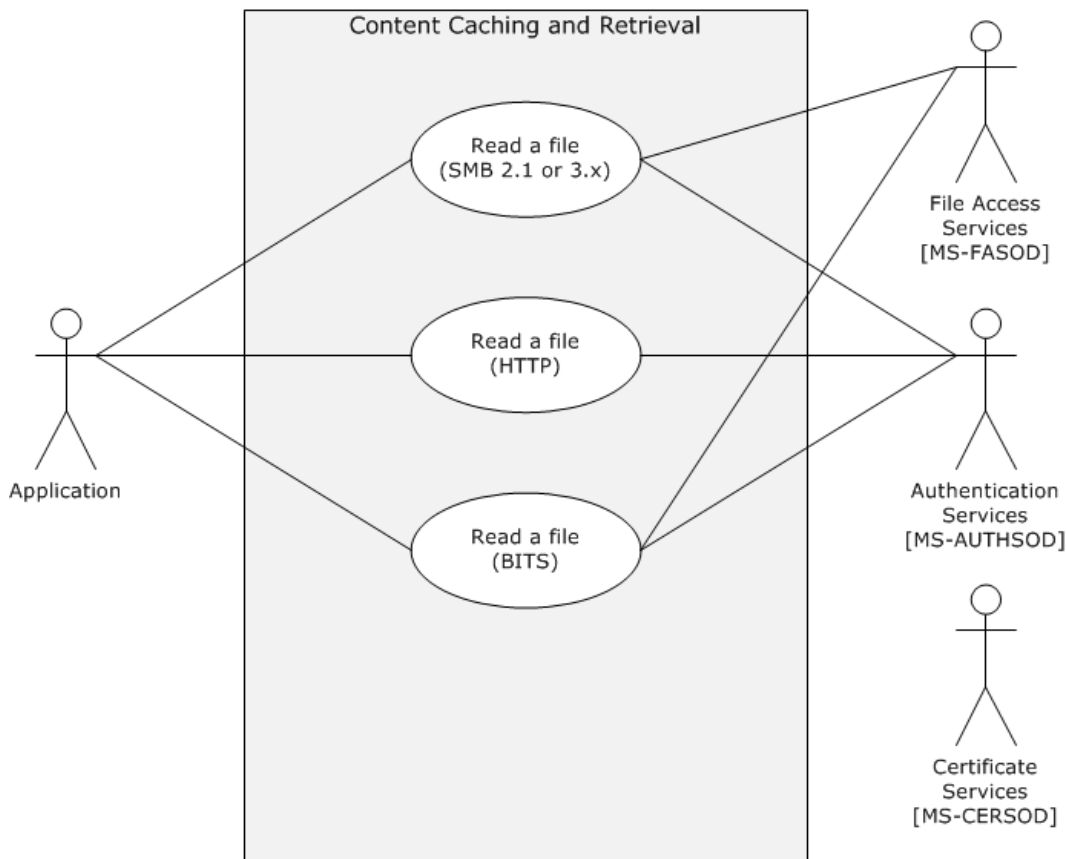 Content Caching and Retrieval
Read a file
(SMB 2.1 or 3.x)
File Access
Services
[MS-FASOD]
Read a file
(HTTP)
Application
Authentication
Services
[MS-AUTHSOD]
Read a file
(BITS)
Certificate
Services
[MS-CERSOD]